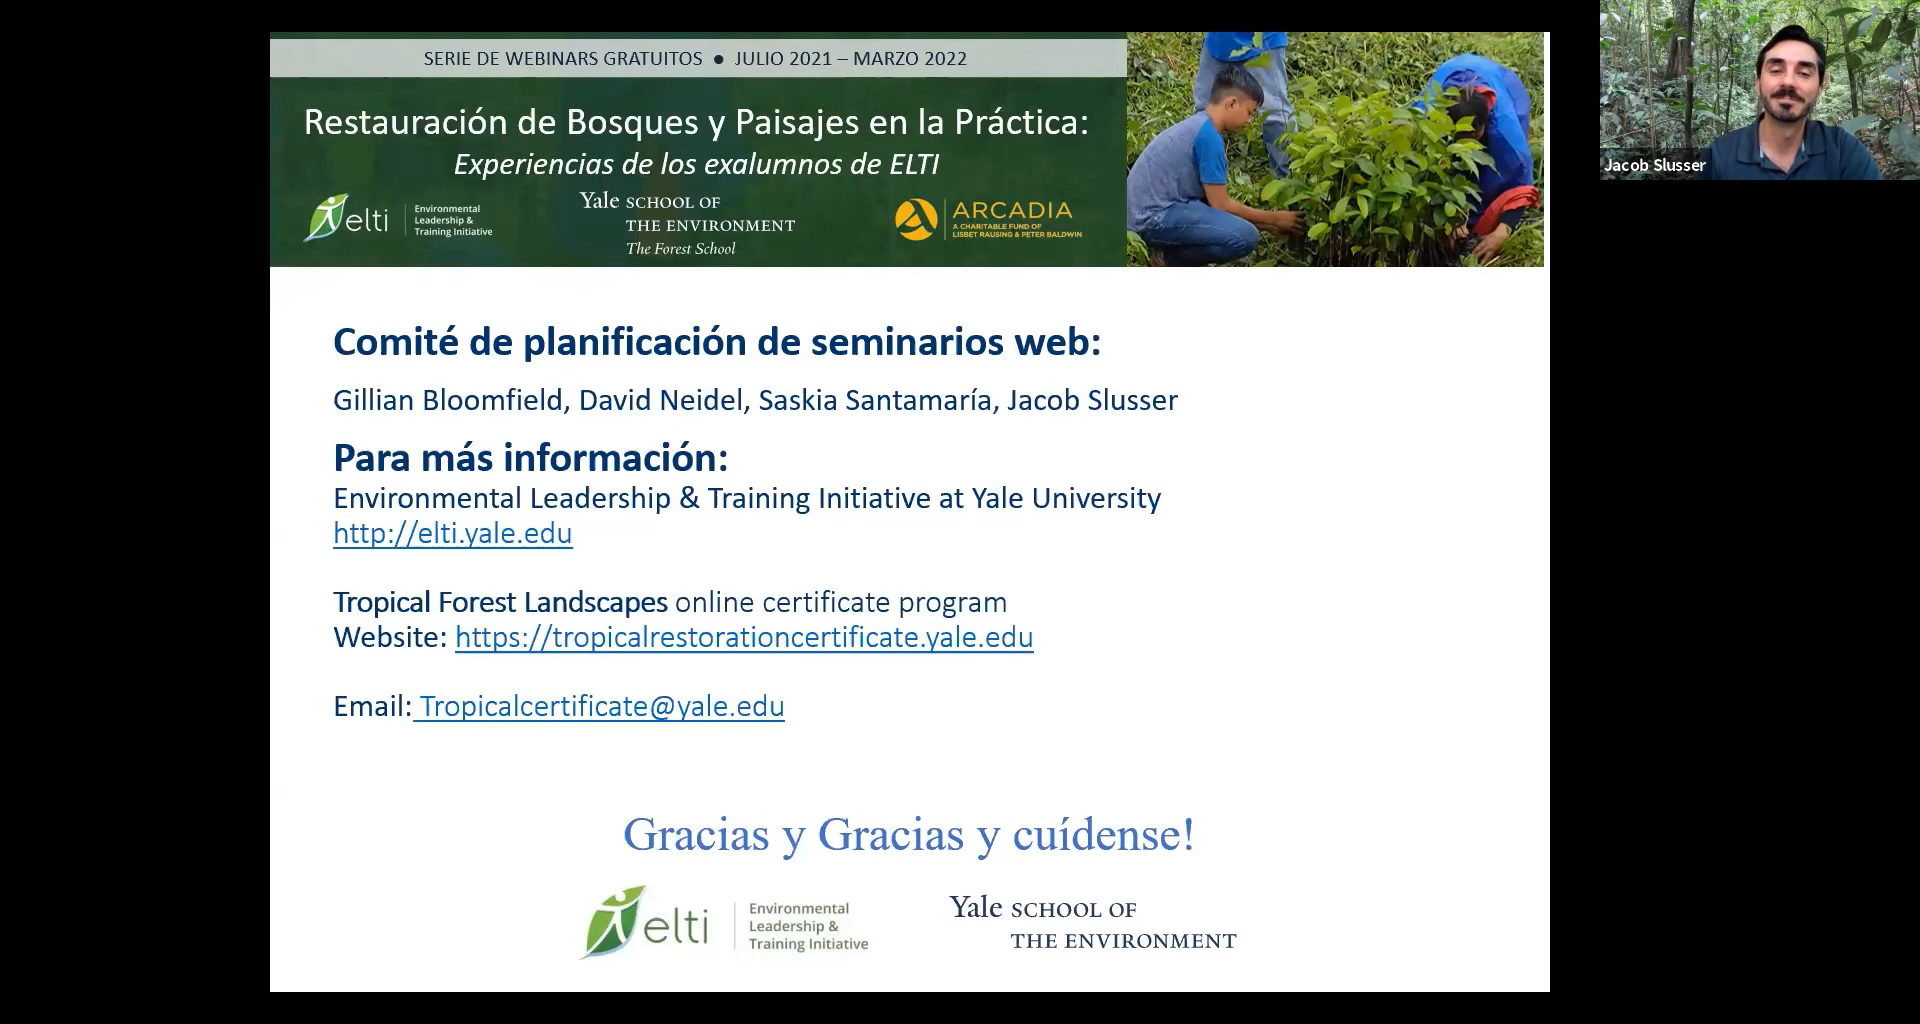 SERIE DE WEBINARS GRATUITOS ● JULIO 2021 – MARZO 2022
Restauración de Bosques y Paisajes en la Práctica:
Experiencias de los exalumnos de ELTI
elti
Environmental
Leadership &
Training Initiative
Yale SCHOOL OF
THE ENVIRONMENT
The Forest School
ARCADIA
A CHARITABLE FUND OF
LISBET RAUSING & PETER BALDWIN
Jacob Slusser
Comité de planificación de seminarios web:
Gillian Bloomfield, David Neidel, Saskia Santamaría, Jacob Slusser
Para más información:
Environmental Leadership & Training Initiative at Yale University
http://elti.yale.edu
Tropical Forest Landscapes online certificate program
Website: https://tropicalrestorationcertificate.yale.edu
Email: Tropicalcertificate@yale.edu
Gracias y Gracias y cuídense!
elti
Environmental
Leadership &
Training Initiative
Yale SCHOOL OF
THE ENVIRONMENT